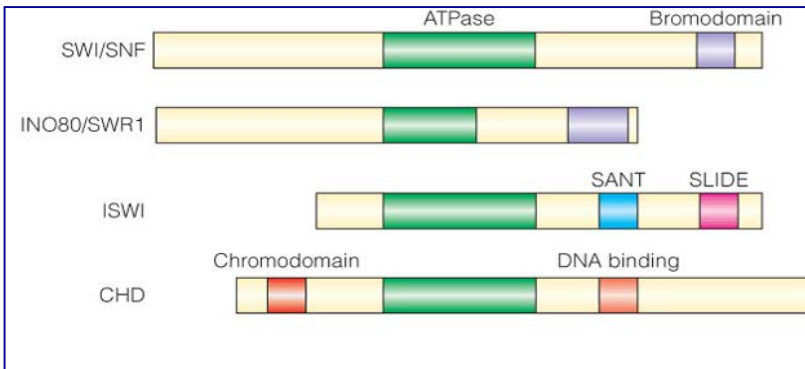 ATPase Bromodomain
SWI/SNF
INO80/SWR1
SANT SLIDE
ISWI
Chromodomain DNA binding
CHD